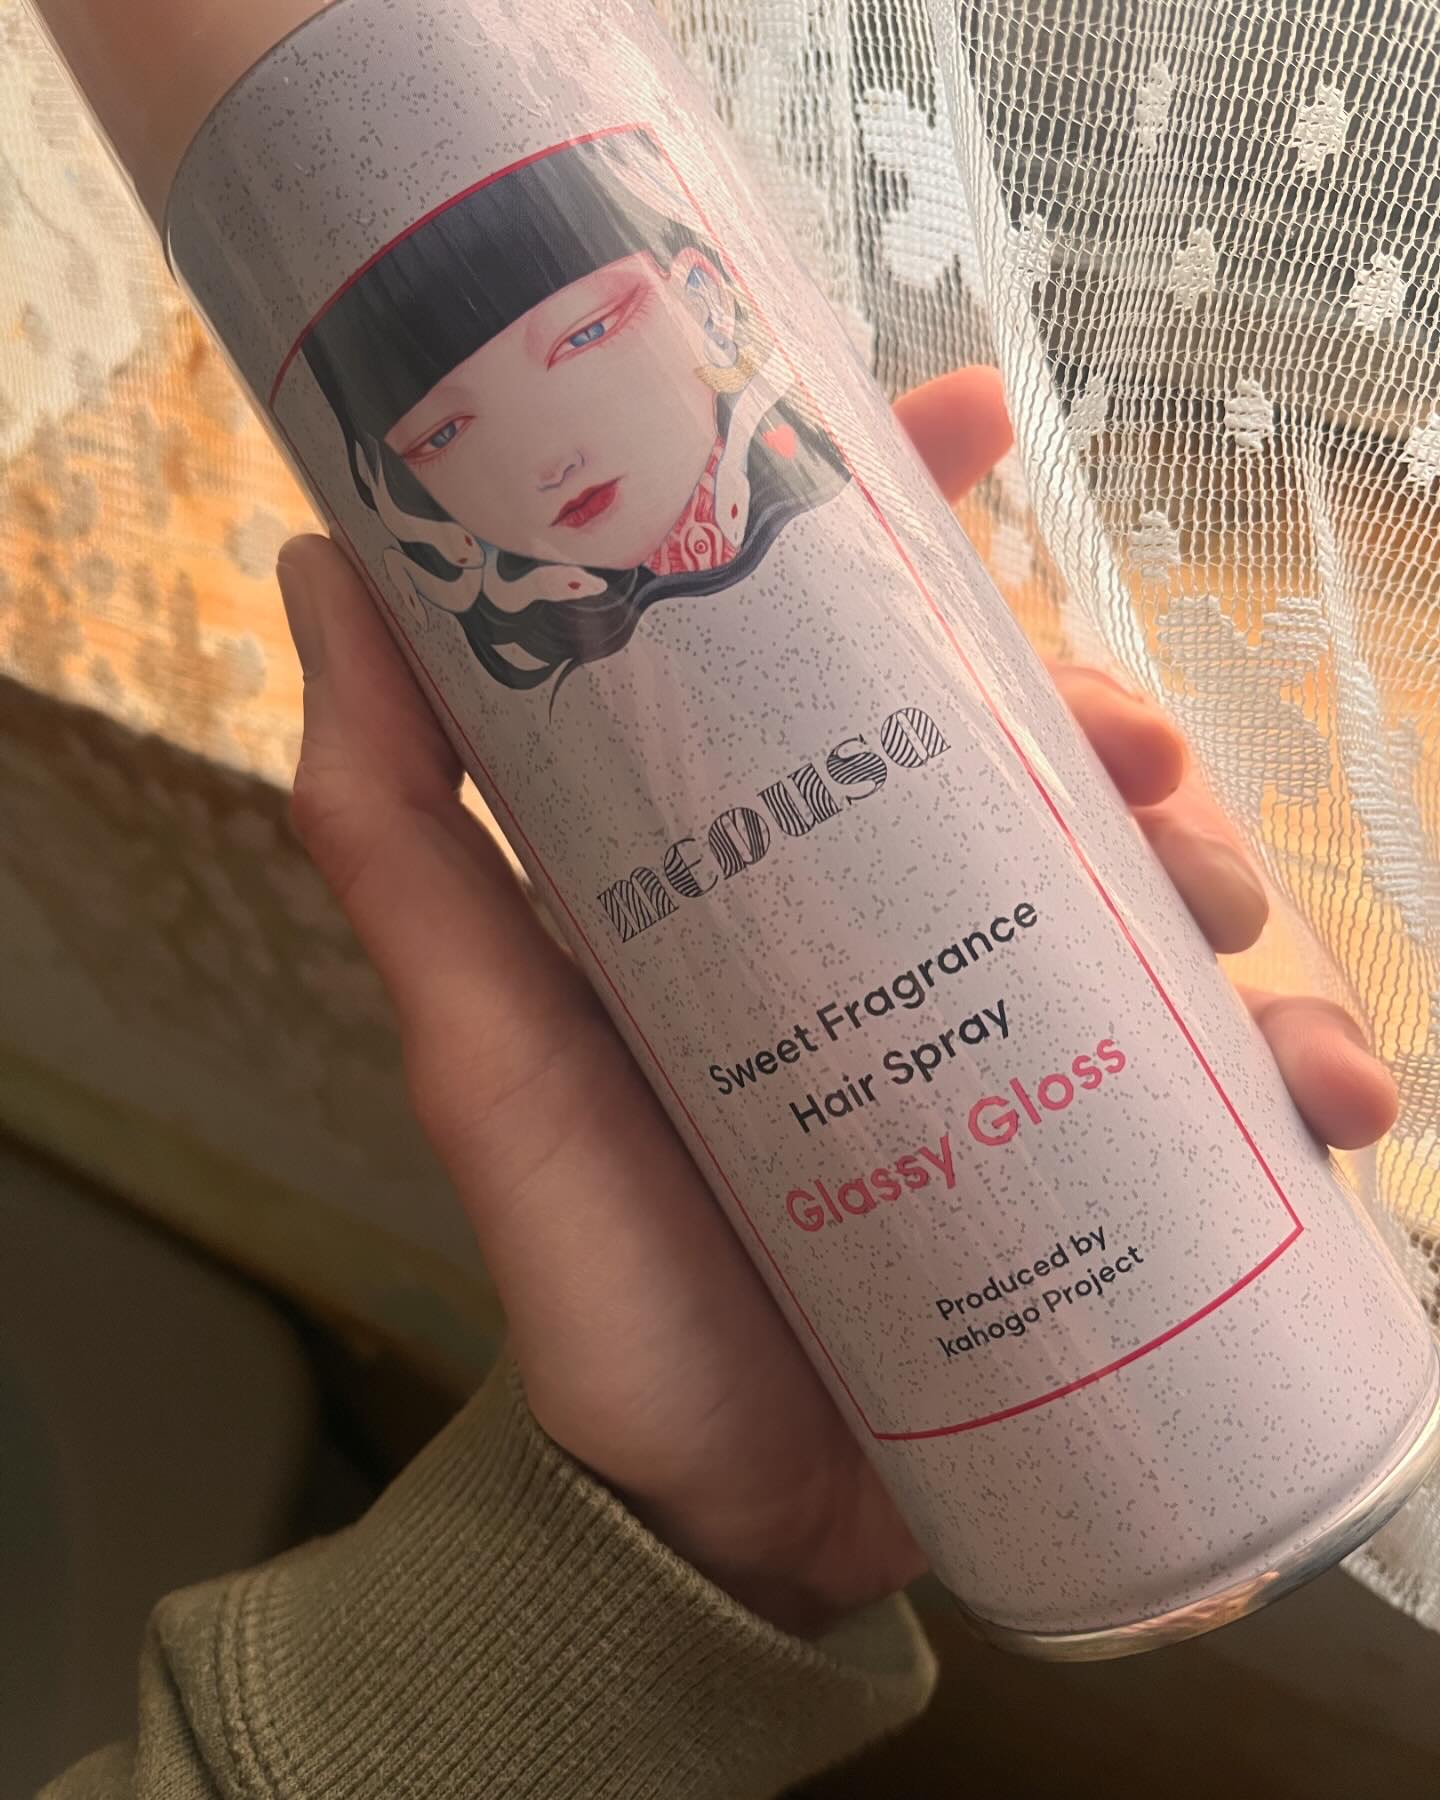 MEDUSA
Sweet Fragrance
Hair Spray
Glassy Gloss
Produced by
kahogo Project